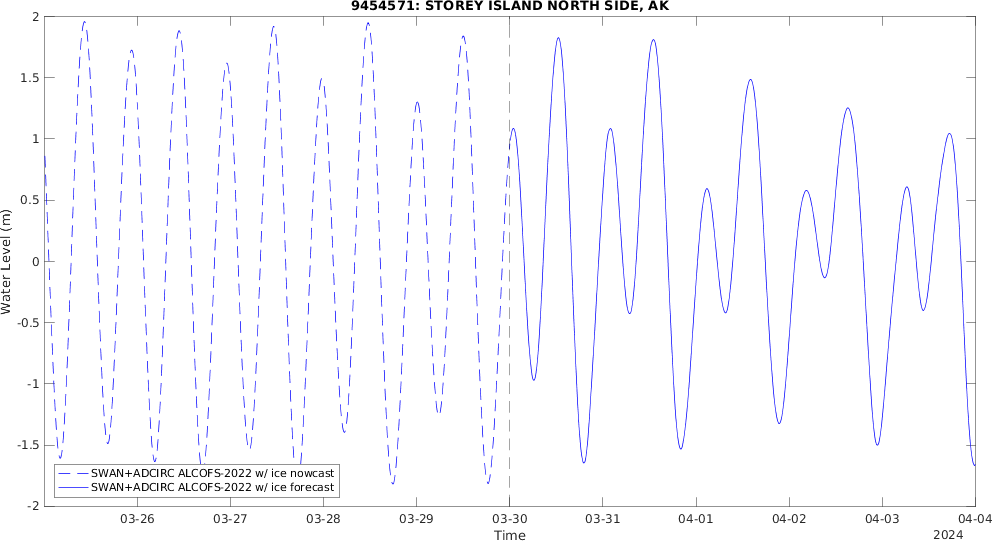 9454571: STOREY ISLAND NORTH SIDE, AK
2
1.5
1
0.5
0
-0.5
-1
-1.5
-2
Water Level (m)
SWAN+ADCIRC ALCOFS-2022 w/ ice nowcast
SWAN+ADCIRC ALCOFS-2022 w/ ice forecast
03-26 03-27 03-28 03-29 03-30 03-31 04-01 04-02 04-03 04-04
Time
2024